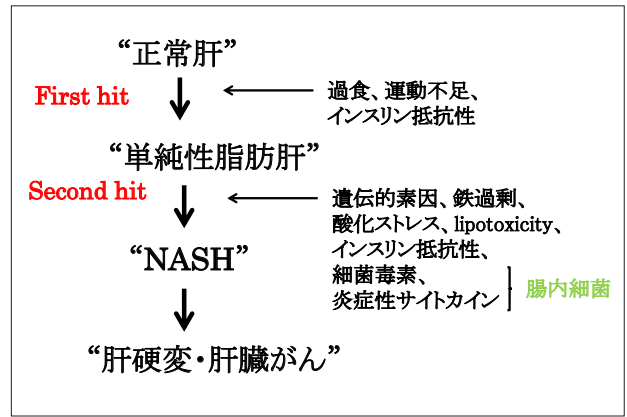 “正常肝”
First hit
過食、運動不足、
インスリン抵抗性
“単純性脂肪肝”
Second hit
遺伝的素因、鉄過剰、
酸化ストレス、lipotoxicity、
インスリン抵抗性、
“NASH”
細菌毒素、
炎症性サイトカイン
腸内細菌
“肝硬変・肝臓がん”